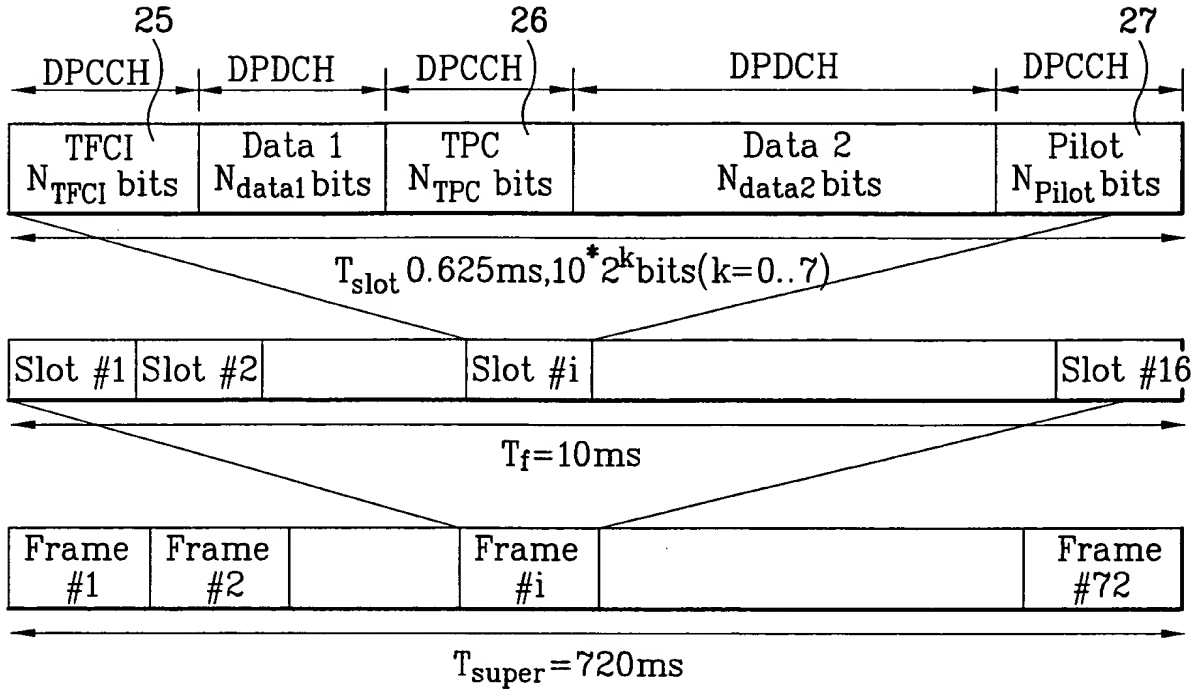 25 26 27
DPCCH DPDCH DPCCH DPDCH DPCCH
TFCI Data 1 TPC Data 2 Pilot
N_TFCI bits N_data1 bits N_TPC bits N_data2 bits N_Pilot bits
T_slot 0.625ms,10*2^k bits(k=0..7)
Slot #1 Slot #2 Slot #i Slot #16
T_f=10ms
Frame Frame Frame Frame
#1 #2 #i #72
T_super=720ms